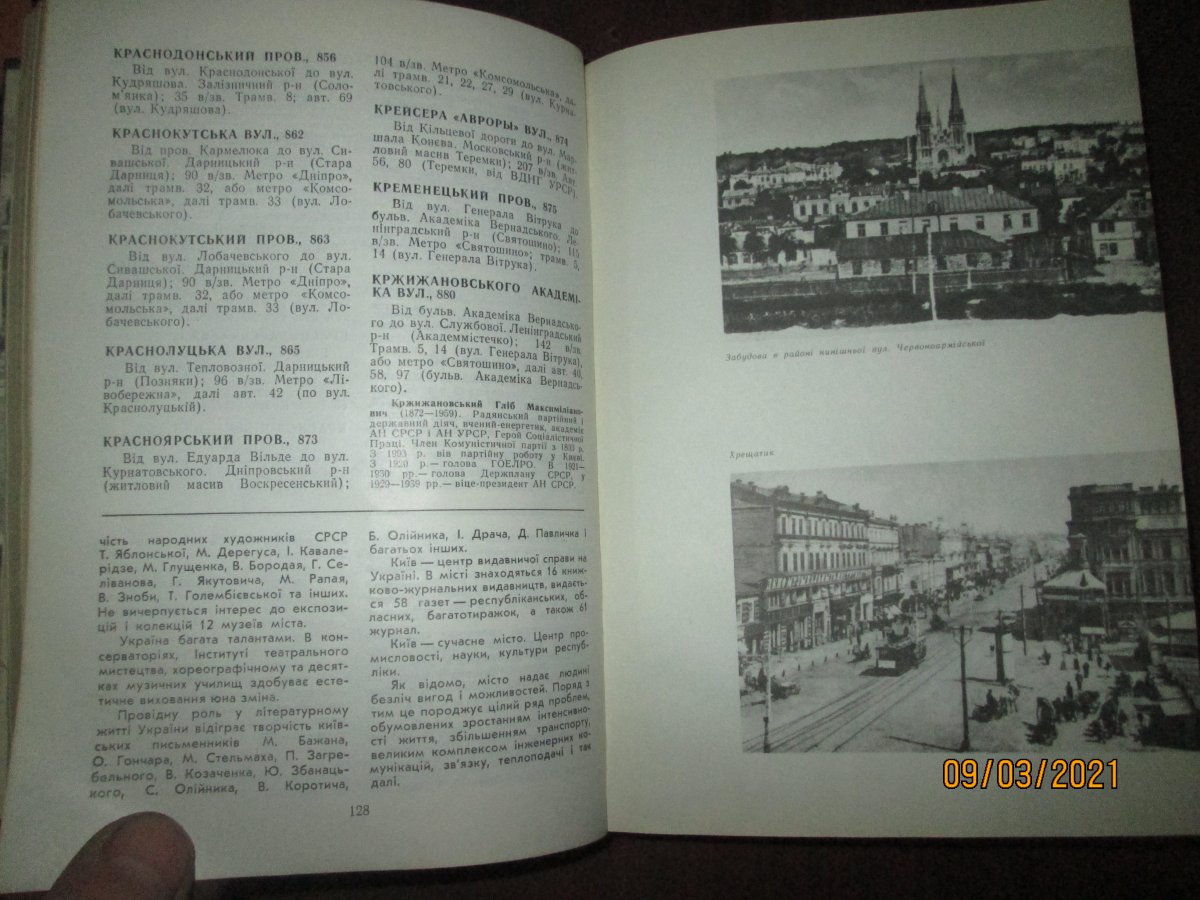 КРАСНОДОНСЬКИЙ ПРОВ., 856
Від вул. Краснодонської до вул.
Кудряшова. Залізничний р-н (Соло-
м'янка); 35 в/зв. Трамв. 8; авт. 69
(вул. Кудряшова).
КРАСНОКУТСЬКА ВУЛ., 862
Від пров. Кармелюка до вул. Си-
вашської. Дарницький р-н (Стара
Дарниця); 90 в/зв. Метро «Дніпро»,
далі трамв. 32, або метро «Комсо-
мольська», далі трамв. 33 (вул. Ло-
бачевського).
КРАСНОКУТСЬКИЙ ПРОВ., 863
Від вул. Лобачевського до вул.
Сивашської. Дарницький р-н (Стара
Дарниця); 90 в/зв. Метро «Дніпро»,
далі трамв. 32, або метро «Комсо-
мольська», далі трамв. 33 (вул. Ло-
бачевського).
КРАСНОЛУЦЬКА ВУЛ., 865
Від вул. Тепловозної. Дарницький
р-н (Позняки); 96 в/зв. Метро «Лі-
вобережна», далі авт. 42 (по вул.
Краснолуцькій).
КРАСНОЯРСЬКИЙ ПРОВ., 873
Від вул. Едуарда Вільде до вул.
Курнатовського. Дніпровський р-н
(житловий масив Воскресенський);
104 в/зв. Метро «Комсомольська», да-
лі трамв. 21, 22, 27, 29 (вул. Курна-
товського).
КРЕЙСЕРА «АВРОРЫ» ВУЛ., 874
Від Кільцевої дороги до вул. Мар-
шала Конєва. Московський р-н (жит-
ловий масив Теремки); 207 в/зв. Авт.
56, 80 (Теремки, від ВДНГ УРСР).
КРЕМЕНЕЦЬКИЙ ПРОВ., 875
Від вул. Генерала Вітрука до
бульв. Академіка Вернадського. Ле-
нінградський р-н (Святошино); 115
в/зв. Метро «Святошино»; трамв. 5,
14 (вул. Генерала Вітрука).
КРЖИЖАНОВСЬКОГО АКАДЕМІ-
КА ВУЛ., 880
Від бульв. Академіка Вернадсько-
го до вул. Службової. Ленінградський
р-н (Академмістечко); 142 в/зв.
Трамв. 5, 14 (вул. Генерала Вітрука),
або метро «Святошино», далі авт. 40,
58, 97 (бульв. Академіка Вернадсь-
кого).
Кржижановський Гліб Максиміліано-
вич (1872—1959). Радянський партійний і
державний діяч, вчений-енергетик, академік
АН СРСР і АН УРСР, Герой Соціалістичної
Праці. Член Комуністичної партії з 1893 р.
З 1993 р. вів партійну роботу у Києві.
З 1920 р.— голова ГОЕЛРО. В 1921—
1930 рр.— голова Держплану СРСР, у
1929—1939 рр.— віце-президент АН СРСР.
чість народних художників СРСР
Т. Яблонської, М. Дерегуса, І. Кавале-
рідзе, М. Глущенка, В. Бородая, Г. Се-
ліванова, Г. Якутовича, М. Рапая,
В. Зноби, Т. Голембієвської та інших.
Не вичерпується інтерес до експози-
цій і колекцій 12 музеїв міста.
Україна багата талантами. В кон-
серваторіях, Інституті театрального
мистецтва, хореографічному та десят-
ках музичних училищ здобуває есте-
тичне виховання юна зміна.
Провідну роль у літературному
житті України відіграє творчість київ-
ських письменників М. Бажана,
О. Гончара, М. Стельмаха, П. Загре-
бельного, В. Козаченка, Ю. Збанаць-
кого, С. Олійника, В. Коротича,
Б. Олійника, І. Драча, Д. Павличка і
багатьох інших.
Київ — центр видавничої справи на
Україні. В місті знаходяться 16 книж-
ково-журнальних видавництв, видаєть-
ся 58 газет — республіканських, об-
ласних, багатотиражок, а також 61
журнал.
Київ — сучасне місто. Центр про-
мисловості, науки, культури респуб-
ліки.
Як відомо, місто надає людині
безліч вигод і можливостей. Поряд з
тим це породжує цілий ряд проблем,
обумовлених зростанням інтенсивно-
сті життя, збільшенням транспорту,
великим комплексом інженерних ко-
мунікацій, зв'язку, теплоподачі і так
далі.
128
Забудова в районі нинішньої вул. Червоноармійської
Хрещатик
09/03/2021